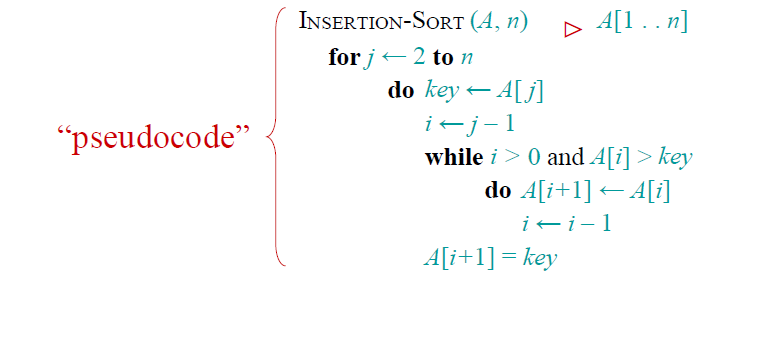 INSERTION-SORT (A, n) ▷ A[1 . . n]
for j ← 2 to n
do key ← A[j]
i ← j – 1
“pseudocode”
while i > 0 and A[i] > key
do A[i+1] ← A[i]
i ← i – 1
A[i+1] = key